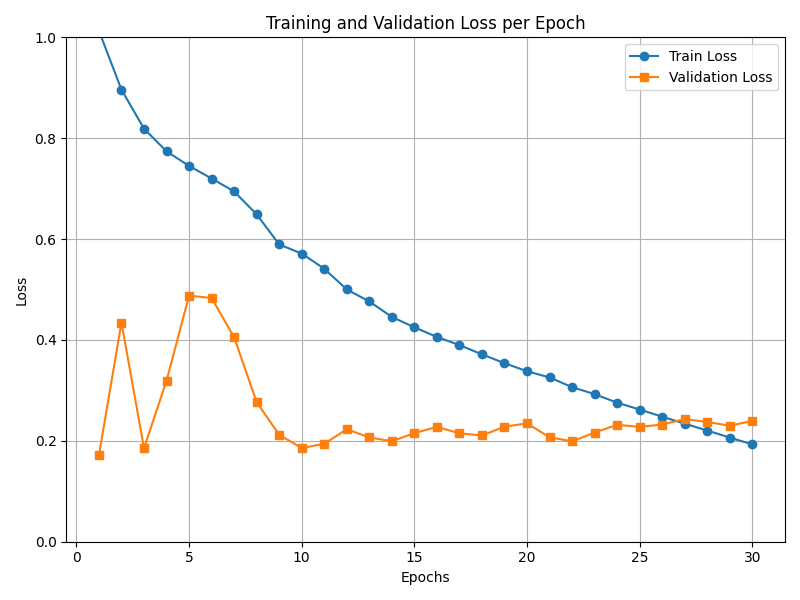 Training and Validation Loss per Epoch
Train Loss
Validation Loss
1.0
0.8
0.6
0.4
0.2
0.0
Loss
0 5 10 15 20 25 30
Epochs